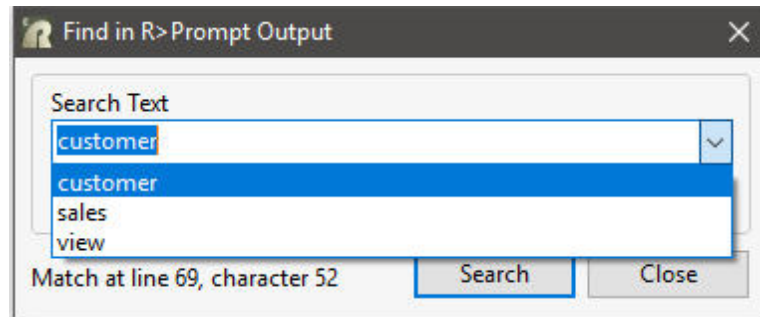 Find in R>Prompt Output
Search Text
customer
customer
sales
view
Match at line 69, character 52
Search
Close